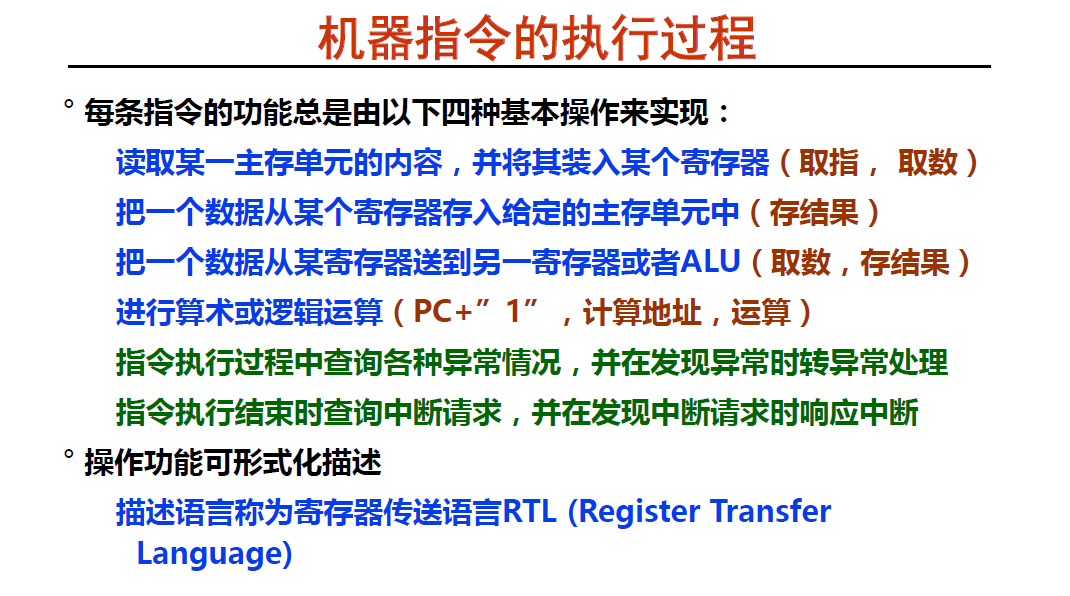 机器指令的执行过程
° 每条指令的功能总是由以下四种基本操作来实现：
读取某一主存单元的内容，并将其装入某个寄存器（取指， 取数）
把一个数据从某个寄存器存入给定的主存单元中（存结果）
把一个数据从某寄存器送到另一寄存器或者ALU（取数，存结果）
进行算术或逻辑运算（PC+”1”，计算地址，运算）
指令执行过程中查询各种异常情况，并在发现异常时转异常处理
指令执行结束时查询中断请求，并在发现中断请求时响应中断
° 操作功能可形式化描述
描述语言称为寄存器传送语言RTL (Register Transfer
Language)